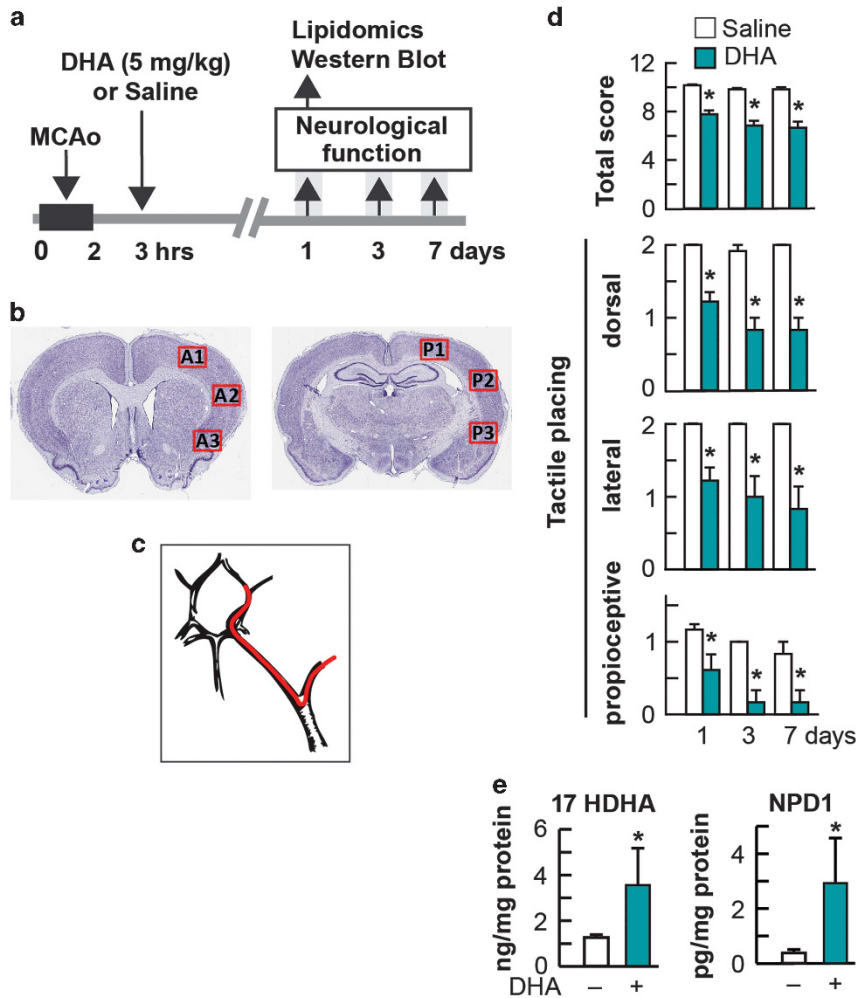 a
Lipidomics
Western Blot
DHA (5 mg/kg)
or Saline
MCAo
Neurological
function
0 2 3 hrs 1 3 7 days
b
A1
A2
A3
P1
P2
P3
c
d
Saline
DHA
Total score
12
8
4
0
* * *
Tactile placing
dorsal
2
1
0
* * *
lateral
2
1
0
* * *
propioceptive
1
0
* * *
1 3 7 days
e
17 HDHA
ng/mg protein
6
4
2
0
*
DHA – +
NPD1
pg/mg protein
4
2
0
*
– +